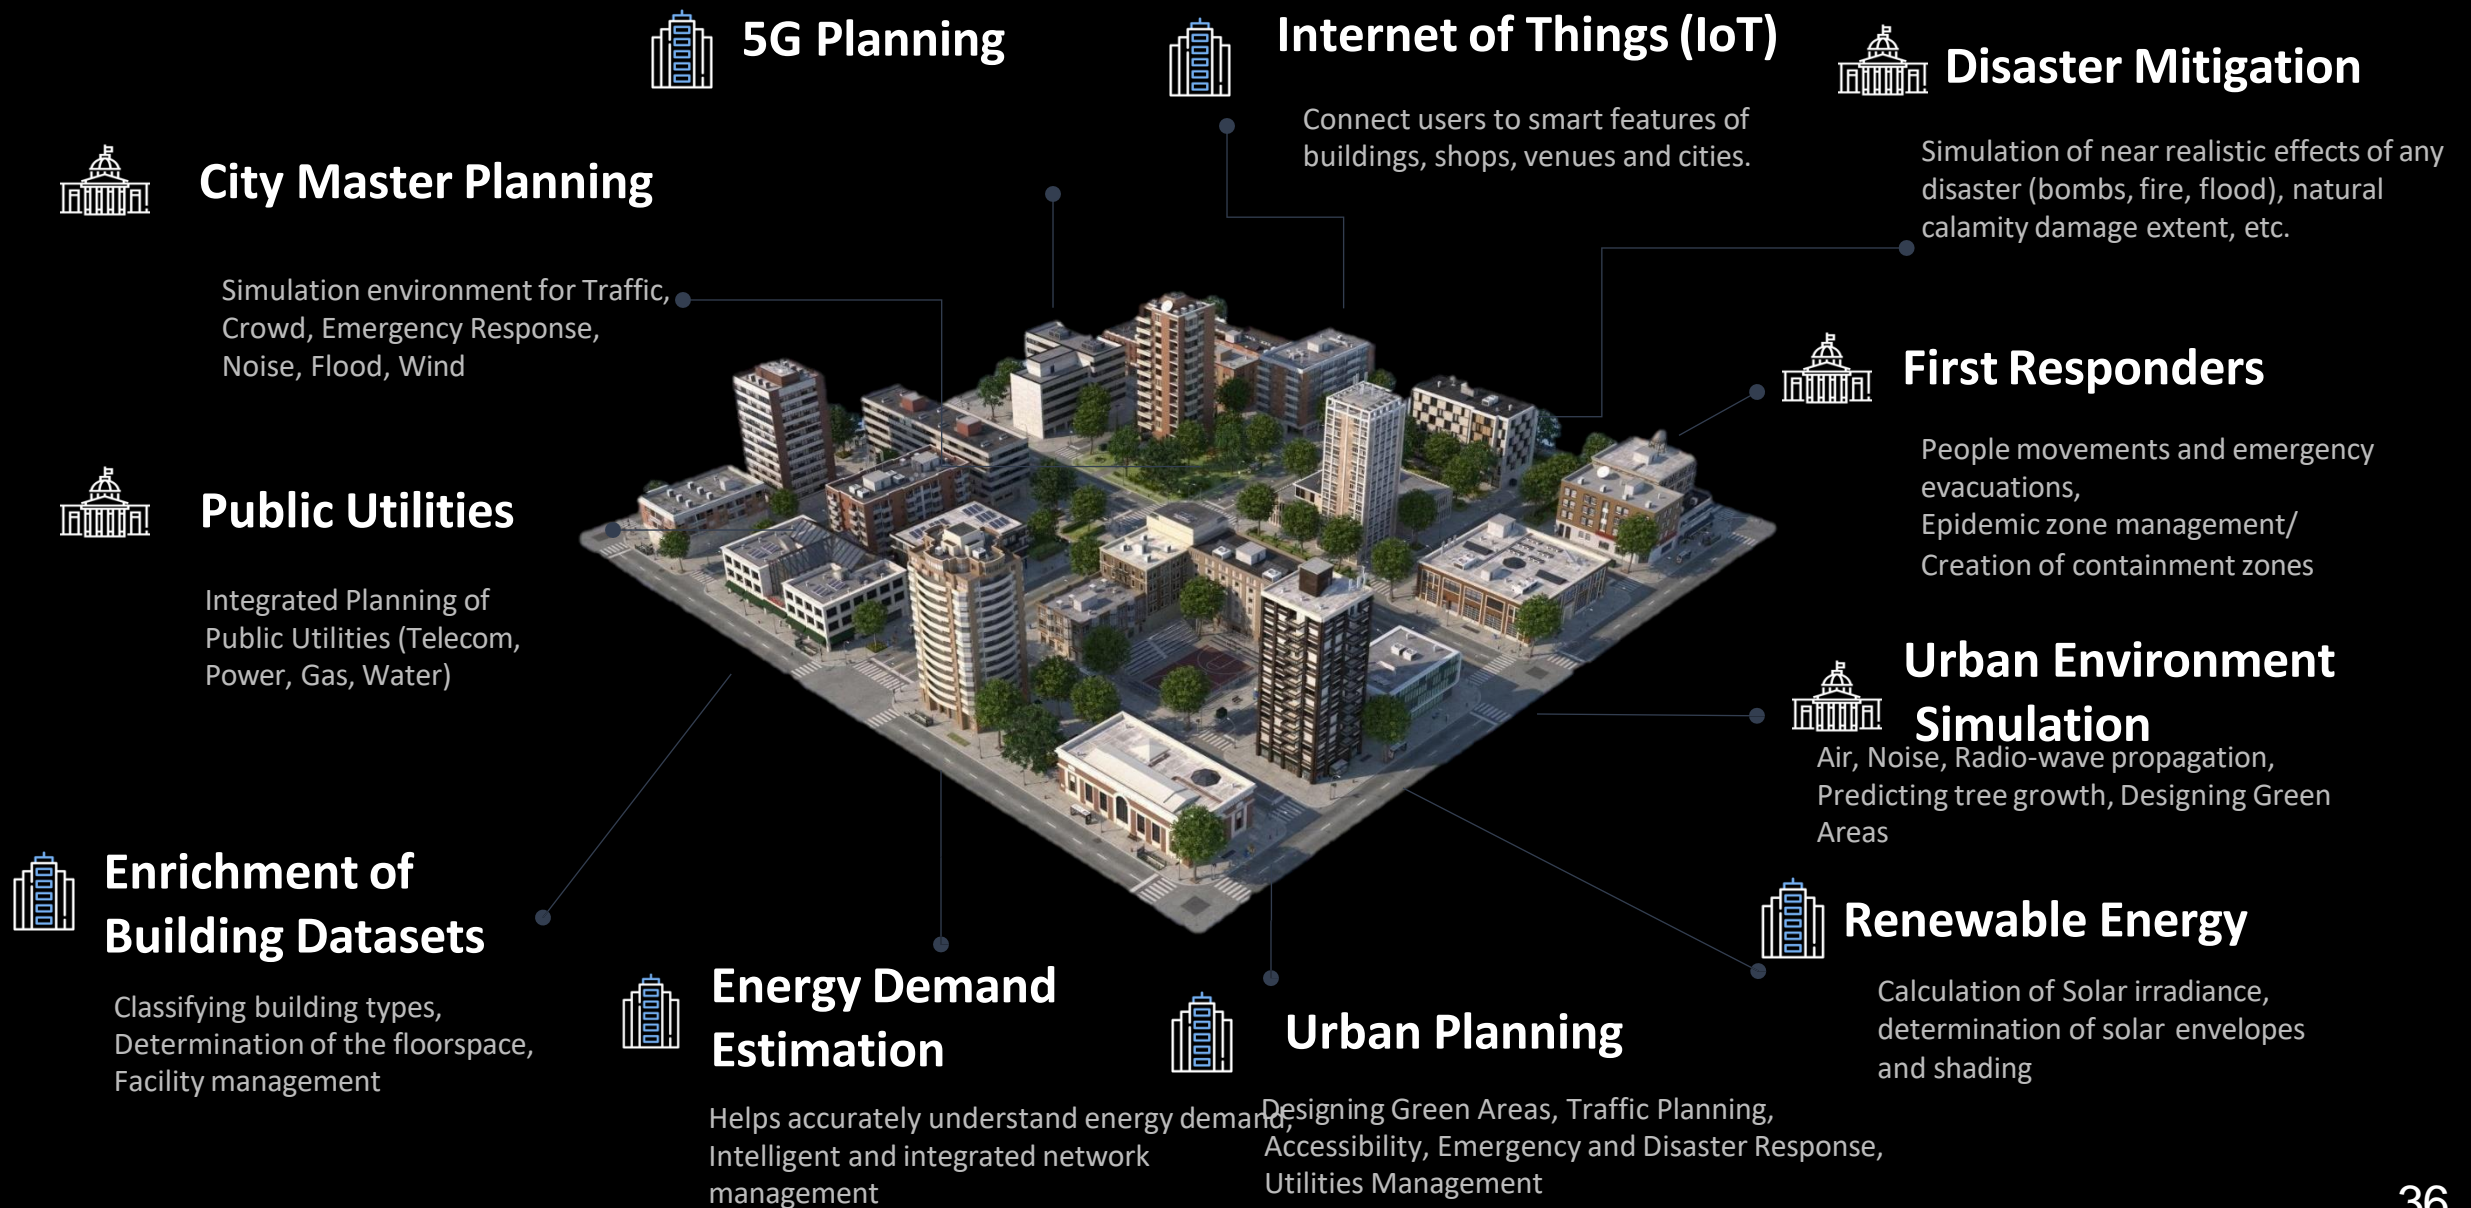 5G Planning
Internet of Things (IoT)
Connect users to smart features of
buildings, shops, venues and cities.
Disaster Mitigation
Simulation of near realistic effects of any
disaster (bombs, fire, flood), natural
calamity damage extent, etc.
City Master Planning
Simulation environment for Traffic,
Crowd, Emergency Response,
Noise, Flood, Wind
First Responders
People movements and emergency
evacuations,
Epidemic zone management/
Creation of containment zones
Public Utilities
Integrated Planning of
Public Utilities (Telecom,
Power, Gas, Water)
Urban Environment
Simulation
Air, Noise, Radio-wave propagation,
Predicting tree growth, Designing Green
Areas
Enrichment of
Building Datasets
Classifying building types,
Determination of the floorspace,
Facility management
Energy Demand
Estimation
Helps accurately understand energy demand,
Intelligent and integrated network
management
Urban Planning
Designing Green Areas, Traffic Planning,
Accessibility, Emergency and Disaster Response,
Utilities Management
Renewable Energy
Calculation of Solar irradiance,
determination of solar envelopes
and shading
36